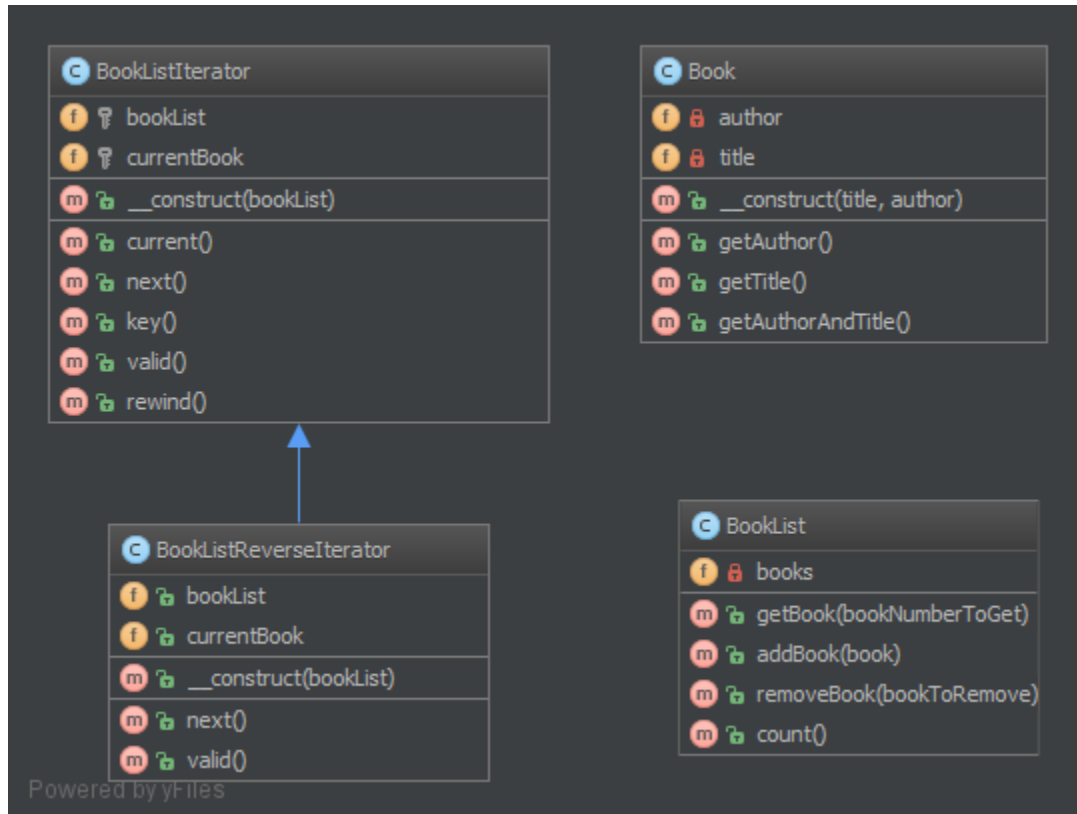 BookListIterator
bookList
currentBook
__construct(bookList)
current()
next()
key()
valid()
rewind()
Book
author
title
__construct(title, author)
getAuthor()
getTitle()
getAuthorAndTitle()
BookListReverseIterator
bookList
currentBook
__construct(bookList)
next()
valid()
BookList
books
getBook(bookNumberToGet)
addBook(book)
removeBook(bookToRemove)
count()
Powered by yFiles